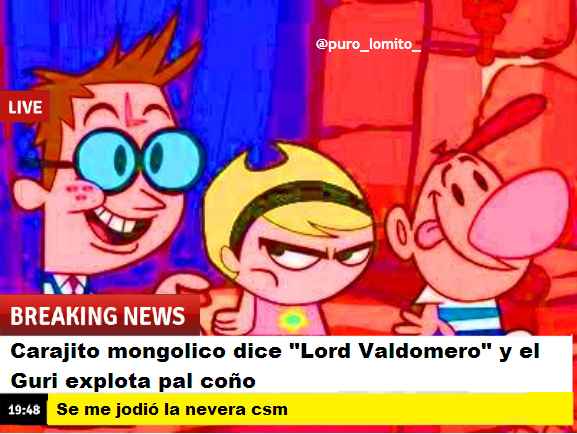 @puro_lomito_
LIVE
BREAKING NEWS
Carajito mongolico dice "Lord Valdomero" y el
Guri explota pal coño
19:48 Se me jodió la nevera csm